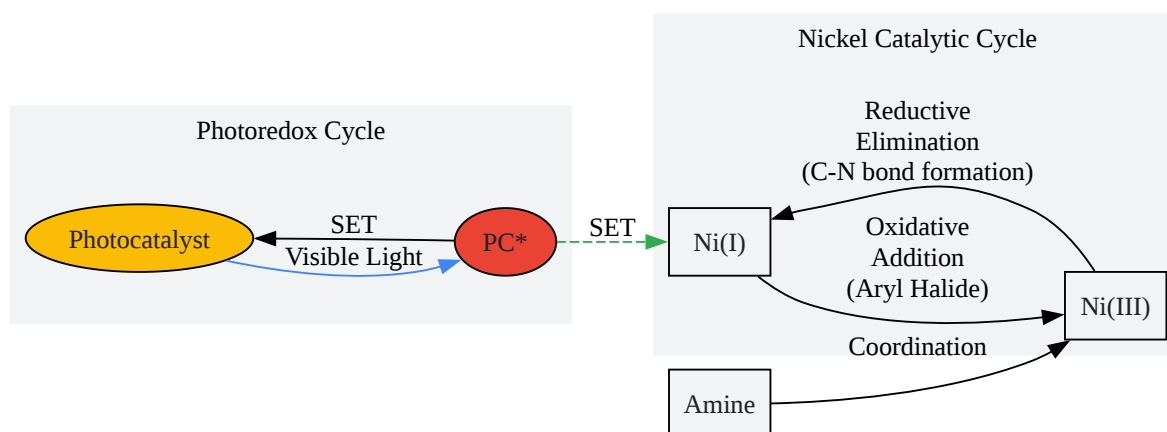 Nickel Catalytic Cycle
Photoredox Cycle
Reductive
Elimination
(C-N bond formation)
Photocatalyst
SET
Visible Light
PC*
SET
Ni(I)
Oxidative
Addition
(Aryl Halide)
Ni(III)
Coordination
Amine